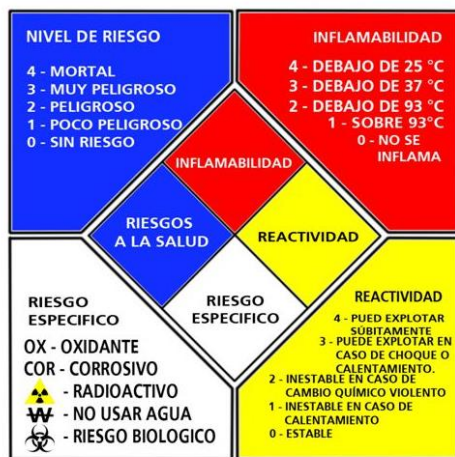 NIVEL DE RIESGO
4 - MORTAL
3 - MUY PELIGROSO
2 - PELIGROSO
1 - POCO PELIGROSO
0 - SIN RIESGO
INFLAMABILIDAD
4 - DEBAJO DE 25 °C
3 - DEBAJO DE 37 °C
2 - DEBAJO DE 93 °C
1 - SOBRE 93°C
0 - NO SE
INFLAMA
INFLAMABILIDAD
RIESGOS
A LA SALUD
REACTIVIDAD
RIESGO
ESPECIFICO
RIESGO
ESPECIFICO
OX - OXIDANTE
COR - CORROSIVO
- RADIOACTIVO
W - NO USAR AGUA
- RIESGO BIOLOGICO
REACTIVIDAD
4 - PUED EXPLOTAR
SÚBITAMENTE
3 - PUEDE EXPLOTAR EN
CASO DE CHOQUE O
CALENTAMIENTO.
2 - INESTABLE EN CASO DE
CAMBIO QUÍMICO VIOLENTO
1 - INESTABLE EN CASO DE
CALENTAMIENTO
0 - ESTABLE